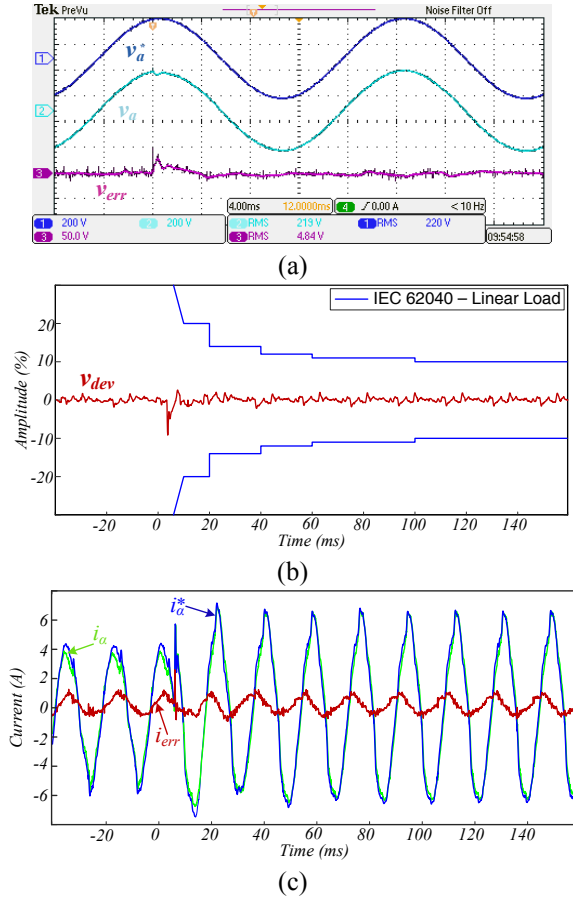 Tek PreVu Noise Filter Off
v*a
1
va
2
3
verr
4.00ms 12.0000ms 4 0.00 A < 10 Hz
1 200 V 2 200 V 2 RMS 219 V 1 RMS 220 V
3 50.0 V 3 RMS 4.84 V 09:54:58
(a)
IEC 62040 – Linear Load
20
10
0
-10
-20
Amplitude (%)
vdev
-20 0 20 40 60 80 100 120 140
Time (ms)
(b)
6
4
2
0
-2
-4
-6
Current (A)
iα
iα*
ierr
-20 0 20 40 60 80 100 120 140
Time (ms)
(c)